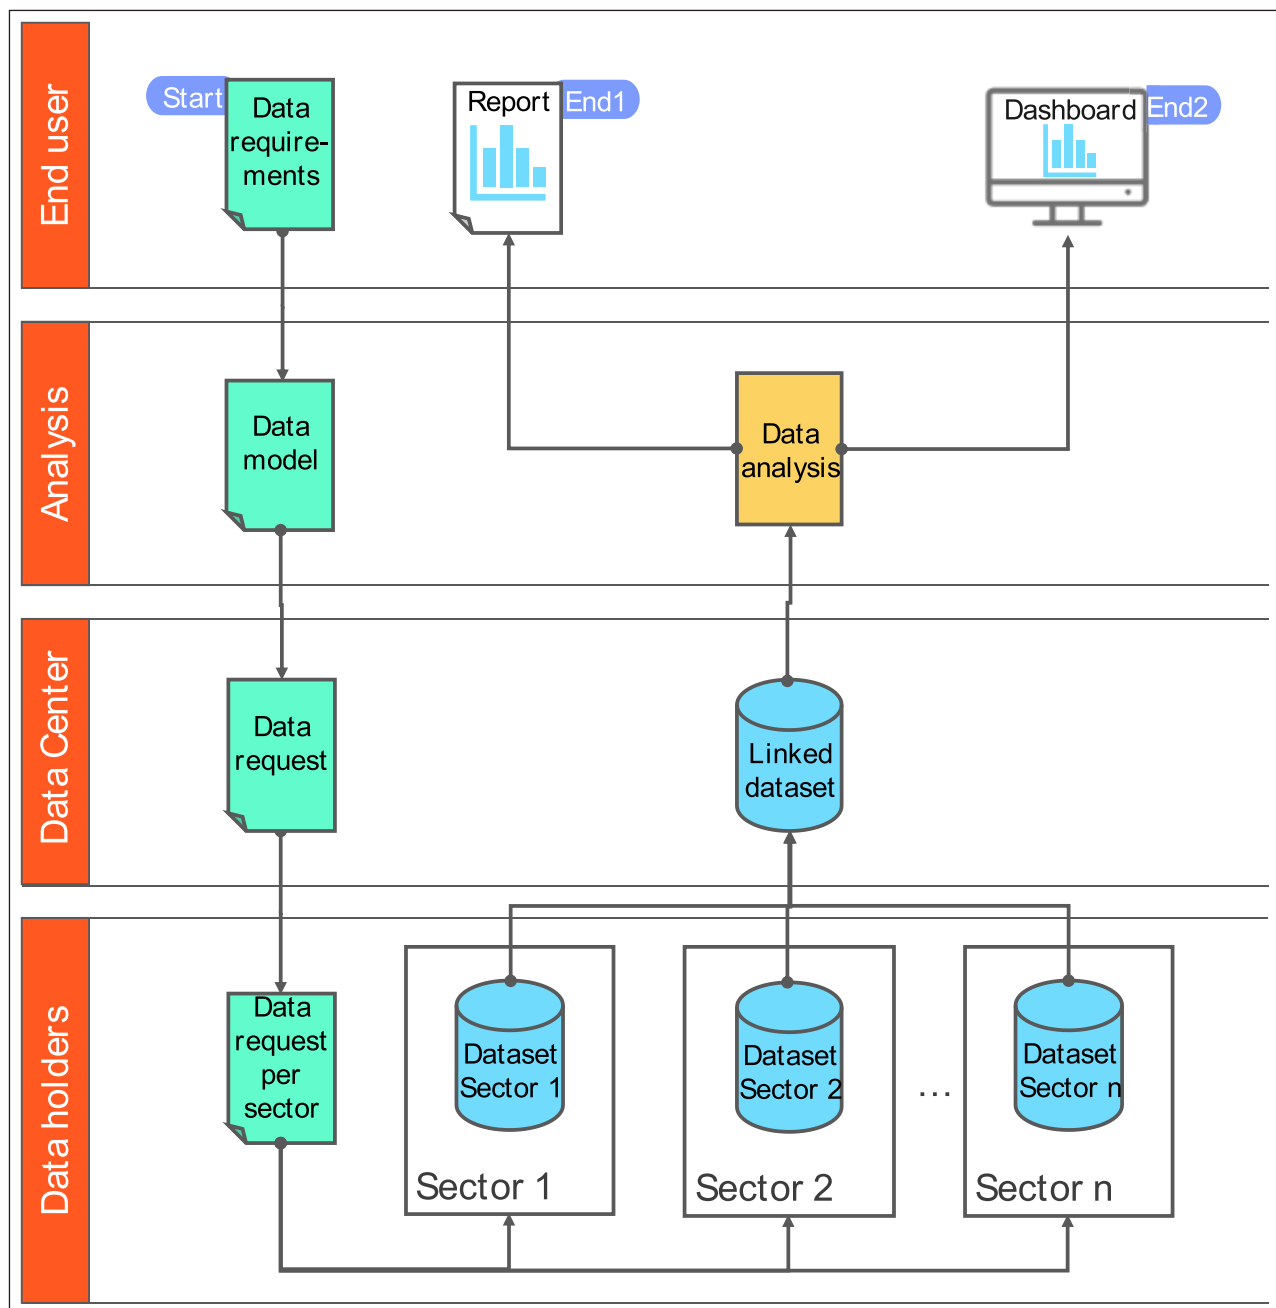 End user
Start
Data
require-
ments
Report
End1
Dashboard
End2
Analysis
Data
model
Data
analysis
Data Center
Data
request
Linked
dataset
Data holders
Data
request
per
sector
Dataset
Sector 1
Sector 1
Dataset
Sector 2
Sector 2
...
Dataset
Sector n
Sector n